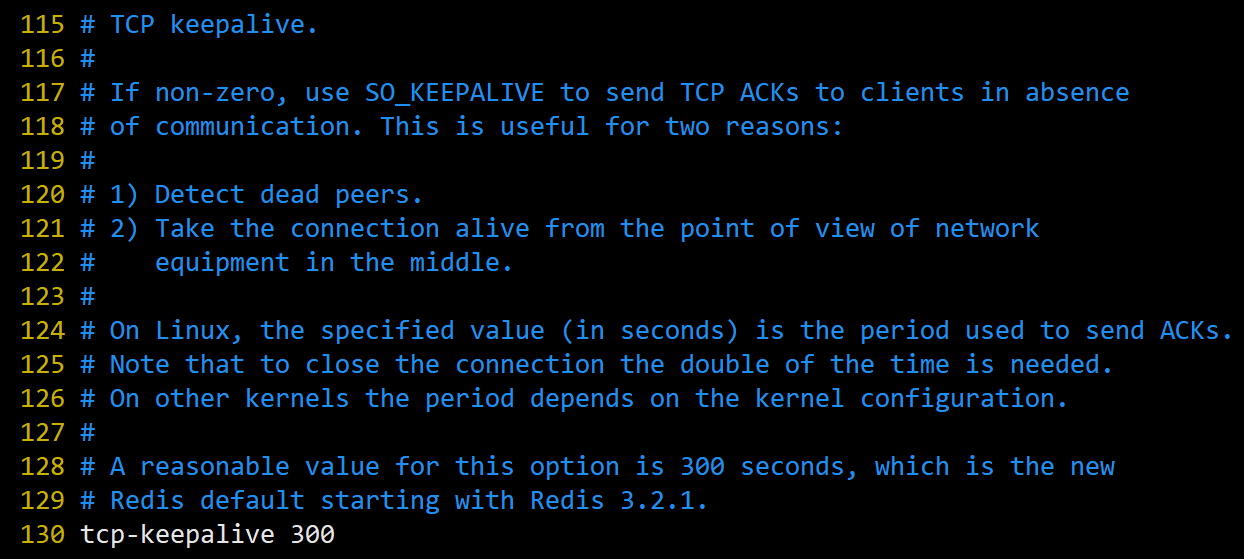 115 # TCP keepalive.
116 #
117 # If non-zero, use SO_KEEPALIVE to send TCP ACKs to clients in absence
118 # of communication. This is useful for two reasons:
119 #
120 # 1) Detect dead peers.
121 # 2) Take the connection alive from the point of view of network
122 #    equipment in the middle.
123 #
124 # On Linux, the specified value (in seconds) is the period used to send ACKs.
125 # Note that to close the connection the double of the time is needed.
126 # On other kernels the period depends on the kernel configuration.
127 #
128 # A reasonable value for this option is 300 seconds, which is the new
129 # Redis default starting with Redis 3.2.1.
130 tcp-keepalive 300